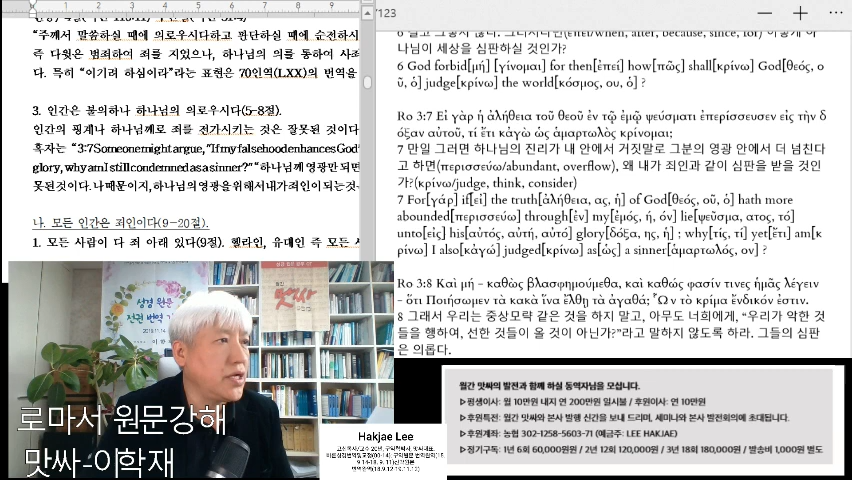 "주께서 말씀하실 때에 의로우시다하고 판단하실 때에 순전하시
즉 다윗은 범죄하여 죄를 지었으나, 하나님의 의를 통하여 사죄
다. 특히 "이기려 하심이라"라는 표현은 70인역(LXX)의 번역을
3. 인간은 불의하나 하나님의 의로우시다(5-8절).
인간의 핑계나 하나님께로 죄를 전가시키는 것은 잘못된 것이다
혹자는 "3:7Someone might argue, "If my falsehood enhances God'
glory, why am I still condemned as a sinner?" "하나님께 영광만 되면
못된것이다. 나 때문이지, 하나님의 영광을 위해서 내가 죄인이 되는것
나. 모든 인간은 죄인이다(9-20절).
1. 모든 사람이 다 죄 아래 있다(9절). 헬라인, 유대인 즉 모든
/123
나님이 세상을 심판하실 것인가?
6 God forbid[μή] [γίνομαι] for then[ἐπεί] how[πῶς] shall[κρίνω] God[θεός, ο
ῦ, ὁ] judge[κρίνω] the world[κόσμος, ου, ὁ] ?
Ro 3:7 Εἰ γὰρ ἡ ἀλήθεια τοῦ θεοῦ ἐν τῷ ἐμῷ ψεύσματι ἐπερίσσευσεν εἰς τὴν δ
όξαν αὐτοῦ, τί ἔτι κἀγὼ ὡς ἁμαρτωλὸς κρίνομαι;
7 만일 그러면 하나님의 진리가 내 안에서 거짓말로 그분의 영광 안에서 더 넘친다
고 하면(περισσεύω/abundant, overflow), 왜 내가 죄인과 같이 심판을 받을 것인
가?(κρίνω/judge, think, consider)
7 For[γάρ] if[εἰ] the truth[ἀλήθεια, ας, ἡ] of God[θεός, οῦ, ὁ] hath more
abounded[περισσεύω] through[ἐν] my[ἐμός, ή, όν] lie[ψεῦσμα, ατος, τό]
unto[εἰς] his[αὐτός, αὐτή, αὐτό] glory[δόξα, ης, ἡ] ; why[τίς, τί] yet[ἔτι] am[κ
ρίνω] I also[κἀγώ] judged[κρίνω] as[ὡς] a sinner[ἁμαρτωλός, ον] ?
Ro 3:8 Καὶ μὴ – καθὼς βλασφημούμεθα, καὶ καθώς φασίν τινες ἡμᾶς λέγειν
– ὅτι Ποιήσωμεν τὰ κακὰ ἵνα ἔλθῃ τὰ ἀγαθά; Ὧν τὸ κρίμα ἔνδικόν ἐστιν.
8 그래서 우리는 중상모략 같은 것을 하지 말고, 아무도 너희에게, "우리가 악한 것
들을 행하여, 선한 것들이 올 것이 아닌가?"라고 말하지 않도록 하라. 그들의 심판
은 의롭다.
성경 원문
전권 번역
맛싸
로마서 원문강해
맛싸-이학재
Hakjae Lee
월간 맛싸의 발전과 함께 하실 동역자님을 모십니다.
▷평생이사: 월 10만원 내지 연 200만원 일시불 / 후원이사: 연 10만원
▷후원특전: 월간 맛싸와 본사 발행 신간을 보내 드리며, 세미나와 본사 발전회의에 초대됩니다.
▷후원계좌: 농협 302-1258-5603-71 (예금주: LEE HAKJAE)
▷정기구독: 1년 6회 60,000원원 / 2년 12회 120,000원 / 3년 18회 180,000원 / 발송비 1,000원 별도